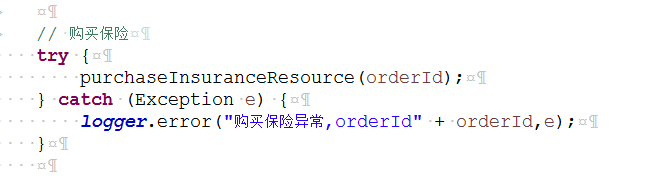 // 购买保险
try {
purchaseInsuranceResource(orderId);
} catch (Exception e) {
logger.error("购买保险异常,orderId" + orderId,e);
}